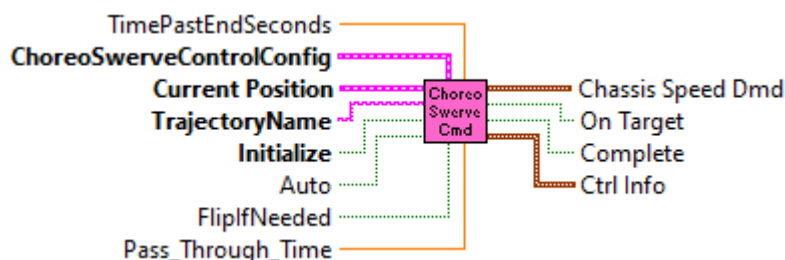 TimePastEndSeconds
ChoreoSwerveControlConfig
Current Position
TrajectoryName
Initialize
Auto
FlipIfNeeded
Pass_Through_Time
Choreo
Swerve
Cmd
Chassis Speed Dmd
On Target
Complete
Ctrl Info